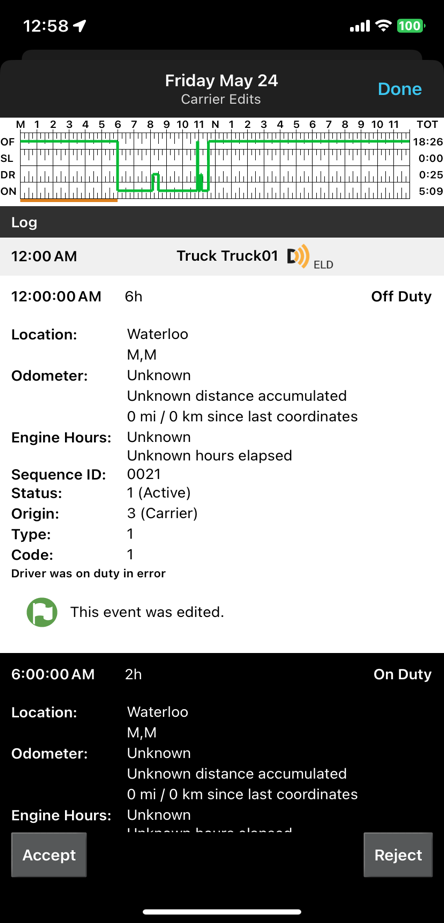 12:58
100
Friday May 24
Carrier Edits
Done
M 1 2 3 4 5 6 7 8 9 10 11 N 1 2 3 4 5 6 7 8 9 10 11 TOT
OF 18:26
SL 0:00
DR 0:25
ON 5:09
Log
12:00 AM Truck Truck01 ELD
12:00:00 AM 6h Off Duty
Location: Waterloo
M,M
Odometer: Unknown
Unknown distance accumulated
0 mi / 0 km since last coordinates
Engine Hours: Unknown
Unknown hours elapsed
Sequence ID: 0021
Status: 1 (Active)
Origin: 3 (Carrier)
Type: 1
Code: 1
Driver was on duty in error
This event was edited.
6:00:00 AM 2h On Duty
Location: Waterloo
M,M
Odometer: Unknown
Unknown distance accumulated
0 mi / 0 km since last coordinates
Engine Hours: Unknown
Unknown hours elapsed
Accept Reject